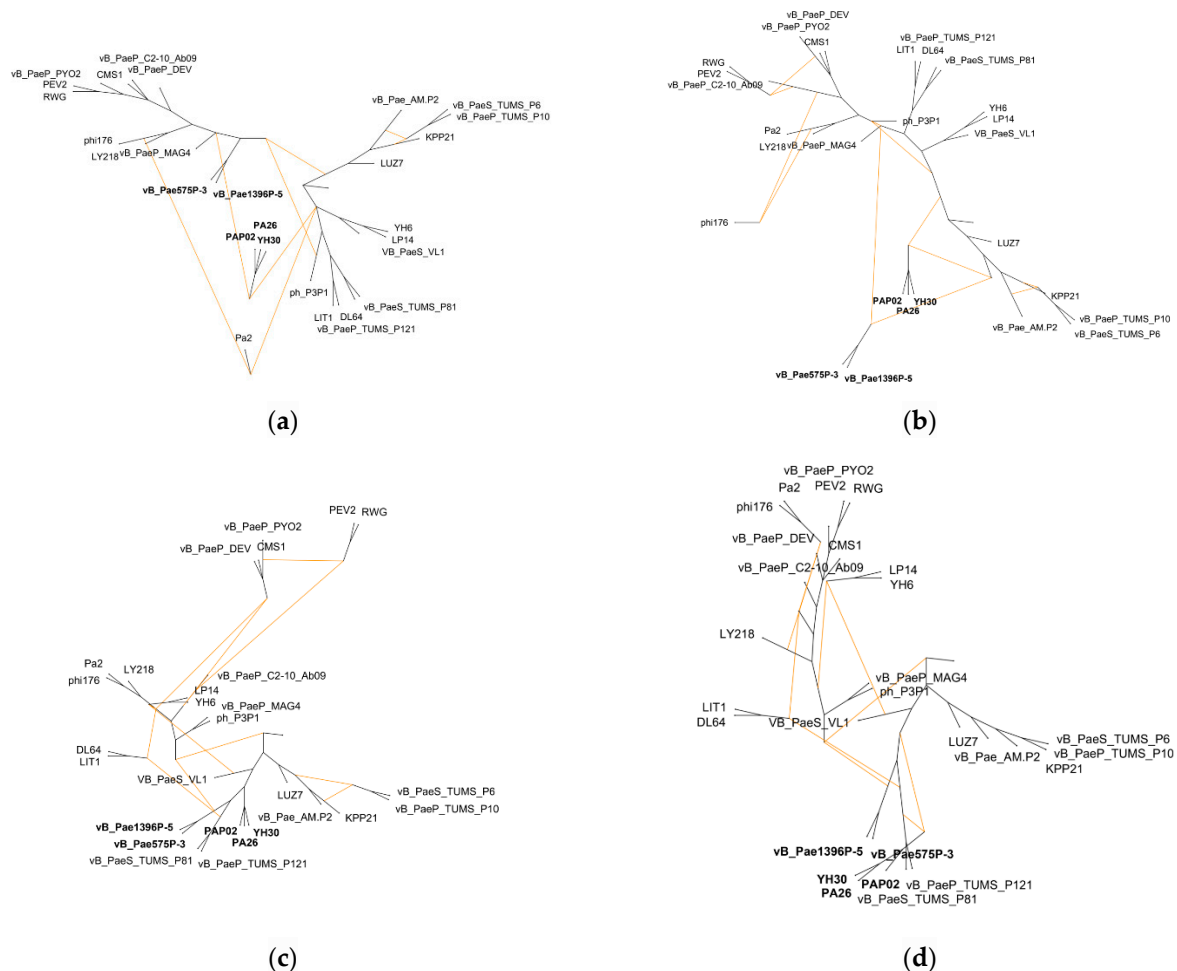 vB_PaeP_C2-10_Ab09
vB_PaeP_PYO2
CMS1
vB_PaeP_DEV
PEV2
RWG
phi176
LY218
vB_PaeP_MAG4
vB_Pae575P-3
vB_Pae1396P-5
vB_Pae_AM.P2
vB_PaeS_TUMS_P6
vB_PaeP_TUMS_P10
KPP21
LUZ7
PA26
PAP02
YH30
YH6
LP14
VB_PaeS_VL1
ph_P3P1
vB_PaeS_TUMS_P81
LIT1
DL64
vB_PaeP_TUMS_P121
Pa2
(a)
vB_PaeP_DEV
vB_PaeP_PYO2
CMS1
RWG
PEV2
vB_PaeP_C2-10_Ab09
vB_PaeP_TUMS_P121
LIT1
DL64
vB_PaeS_TUMS_P81
YH6
LP14
VB_PaeS_VL1
ph_P3P1
Pa2
LY218
vB_PaeP_MAG4
phi176
LUZ7
PAP02
YH30
PA26
KPP21
vB_Pae_AM.P2
vB_PaeP_TUMS_P10
vB_PaeS_TUMS_P6
vB_Pae575P-3
vB_Pae1396P-5
(b)
PEV2
RWG
vB_PaeP_PYO2
vB_PaeP_DEV
CMS1
Pa2
LY218
phi176
vB_PaeP_C2-10_Ab09
LP14
YH6
vB_PaeP_MAG4
ph_P3P1
DL64
LIT1
VB_PaeS_VL1
LUZ7
vB_PaeS_TUMS_P6
vB_PaeP_TUMS_P10
vB_Pae_AM.P2
KPP21
vB_Pae1396P-5
PAP02
YH30
vB_Pae575P-3
PA26
vB_PaeS_TUMS_P81
vB_PaeP_TUMS_P121
(c)
vB_PaeP_PYO2
Pa2
PEV2
RWG
phi176
vB_PaeP_DEV
CMS1
vB_PaeP_C2-10_Ab09
LP14
YH6
LY218
vB_PaeP_MAG4
ph_P3P1
LIT1
DL64
VB_PaeS_VL1
LUZ7
vB_PaeS_TUMS_P6
vB_Pae_AM.P2
vB_PaeP_TUMS_P10
KPP21
vB_Pae1396P-5
vB_Pae575P-3
YH30
PAP02
vB_PaeP_TUMS_P121
PA26
vB_PaeS_TUMS_P81
(d)